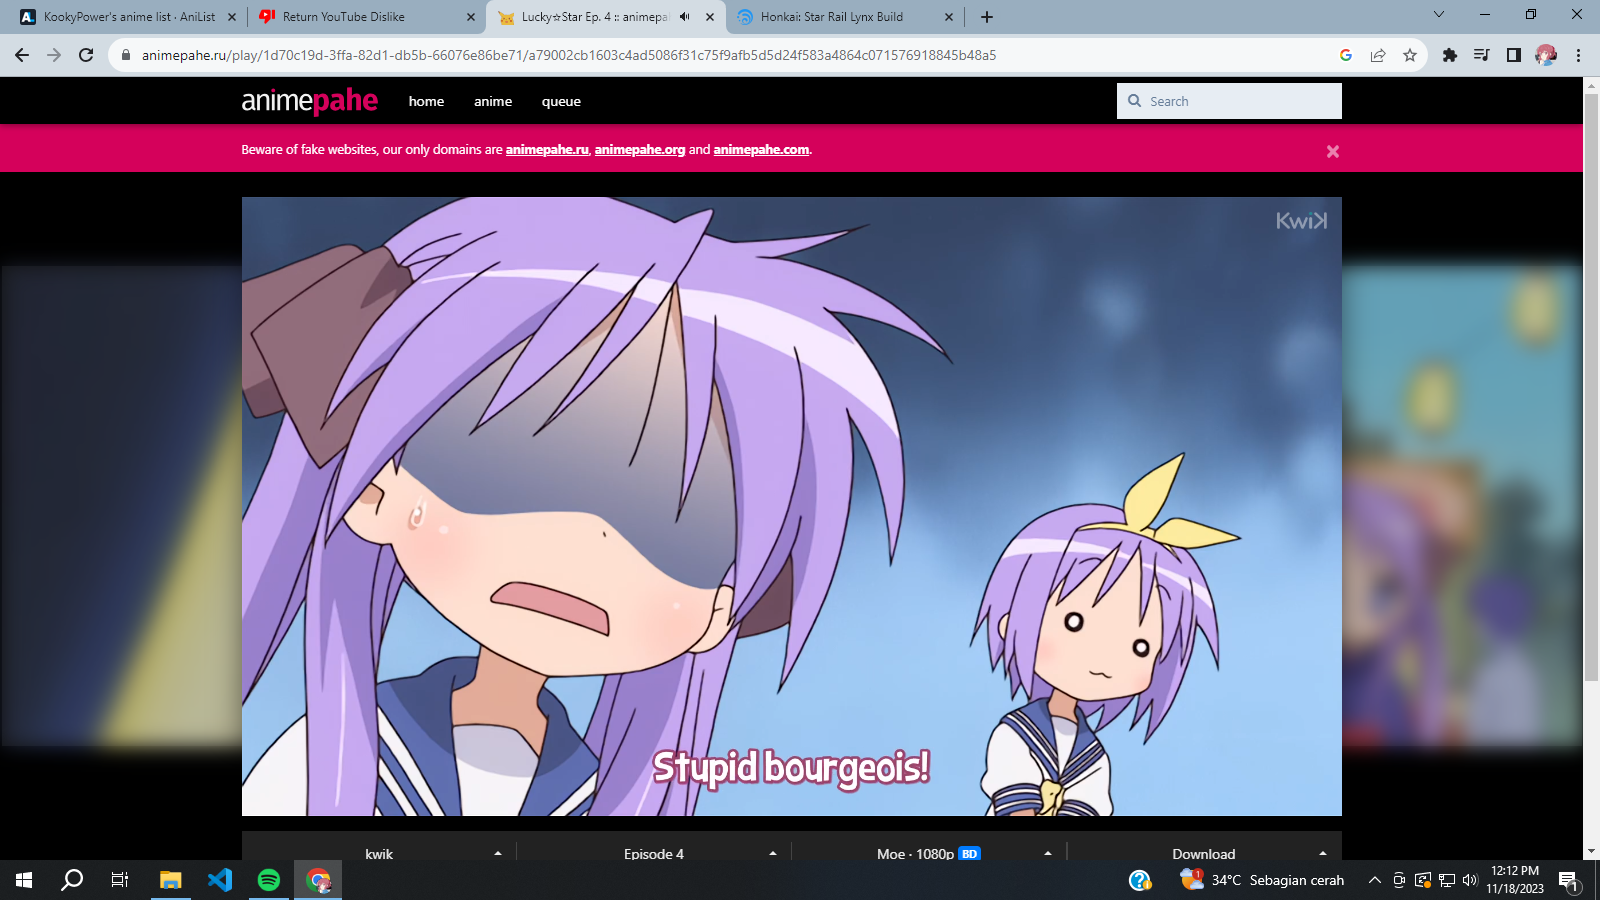 KookyPower's anime list · AniList
Return YouTube Dislike
Lucky☆Star Ep. 4 :: animepah
Honkai: Star Rail Lynx Build
animepahe.ru/play/1d70c19d-3ffa-82d1-db5b-66076e86be71/a79002cb1603c4ad5086f31c75f9afb5d5d24f583a4864c071576918845b48a5
animepahe
home
anime
queue
Search
Beware of fake websites, our only domains are animepahe.ru, animepahe.org and animepahe.com.
KwiK
Stupid bourgeois!
kwik
Episode 4
Moe · 1080p BD
Download
34°C Sebagian cerah
12:12 PM
11/18/2023
1
1